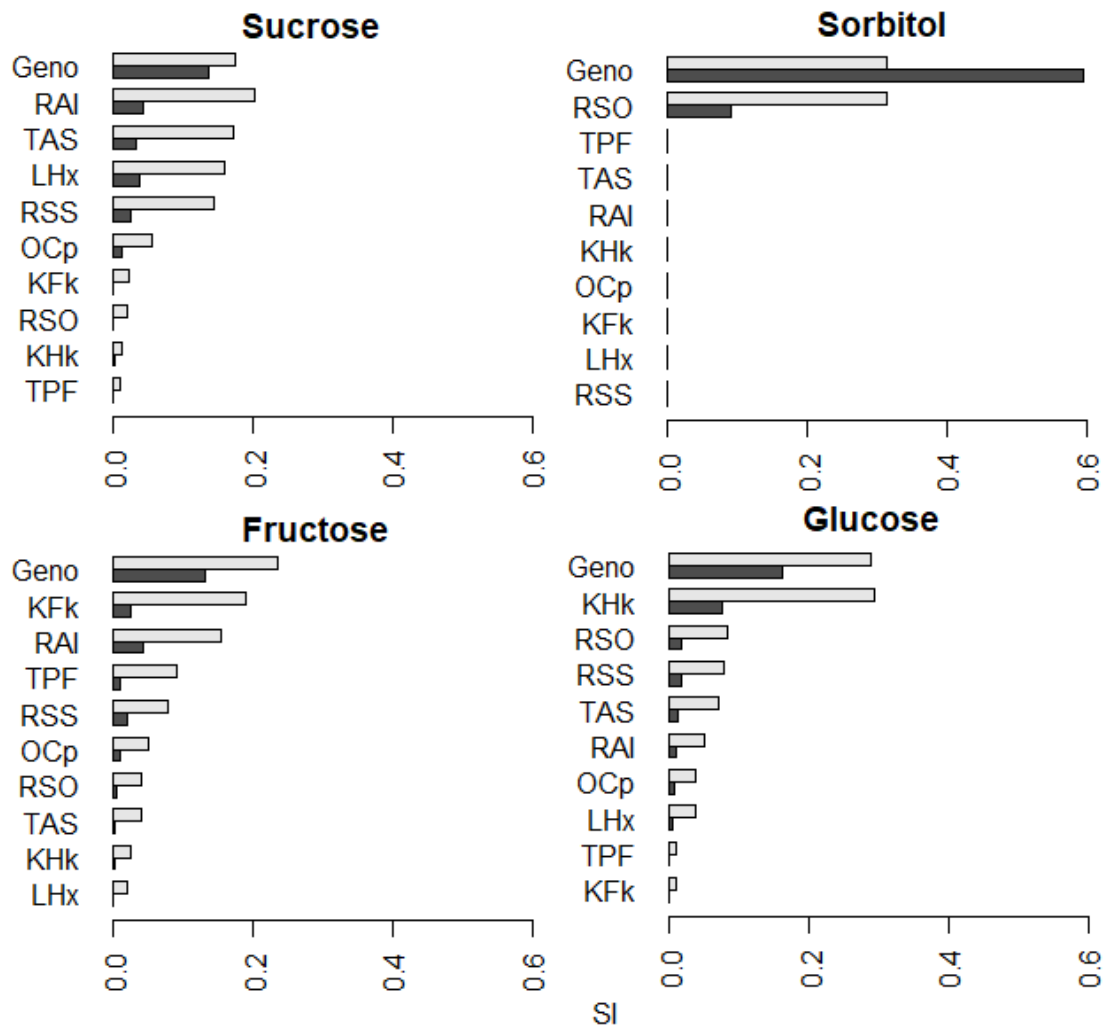 Sucrose
Geno
RAI
TAS
LHx
RSS
OCp
KFk
RSO
KHk
TPF
0.0 0.2 0.4 0.6
Sorbitol
Geno
RSO
TPF
TAS
RAI
KHk
OCp
KFk
LHx
RSS
0.0 0.2 0.4 0.6
Fructose
Geno
KFk
RAI
TPF
RSS
OCp
RSO
TAS
KHk
LHx
0.0 0.2 0.4 0.6
Glucose
Geno
KHk
RSO
RSS
TAS
RAI
OCp
LHx
TPF
KFk
0.0 0.2 0.4 0.6
SI